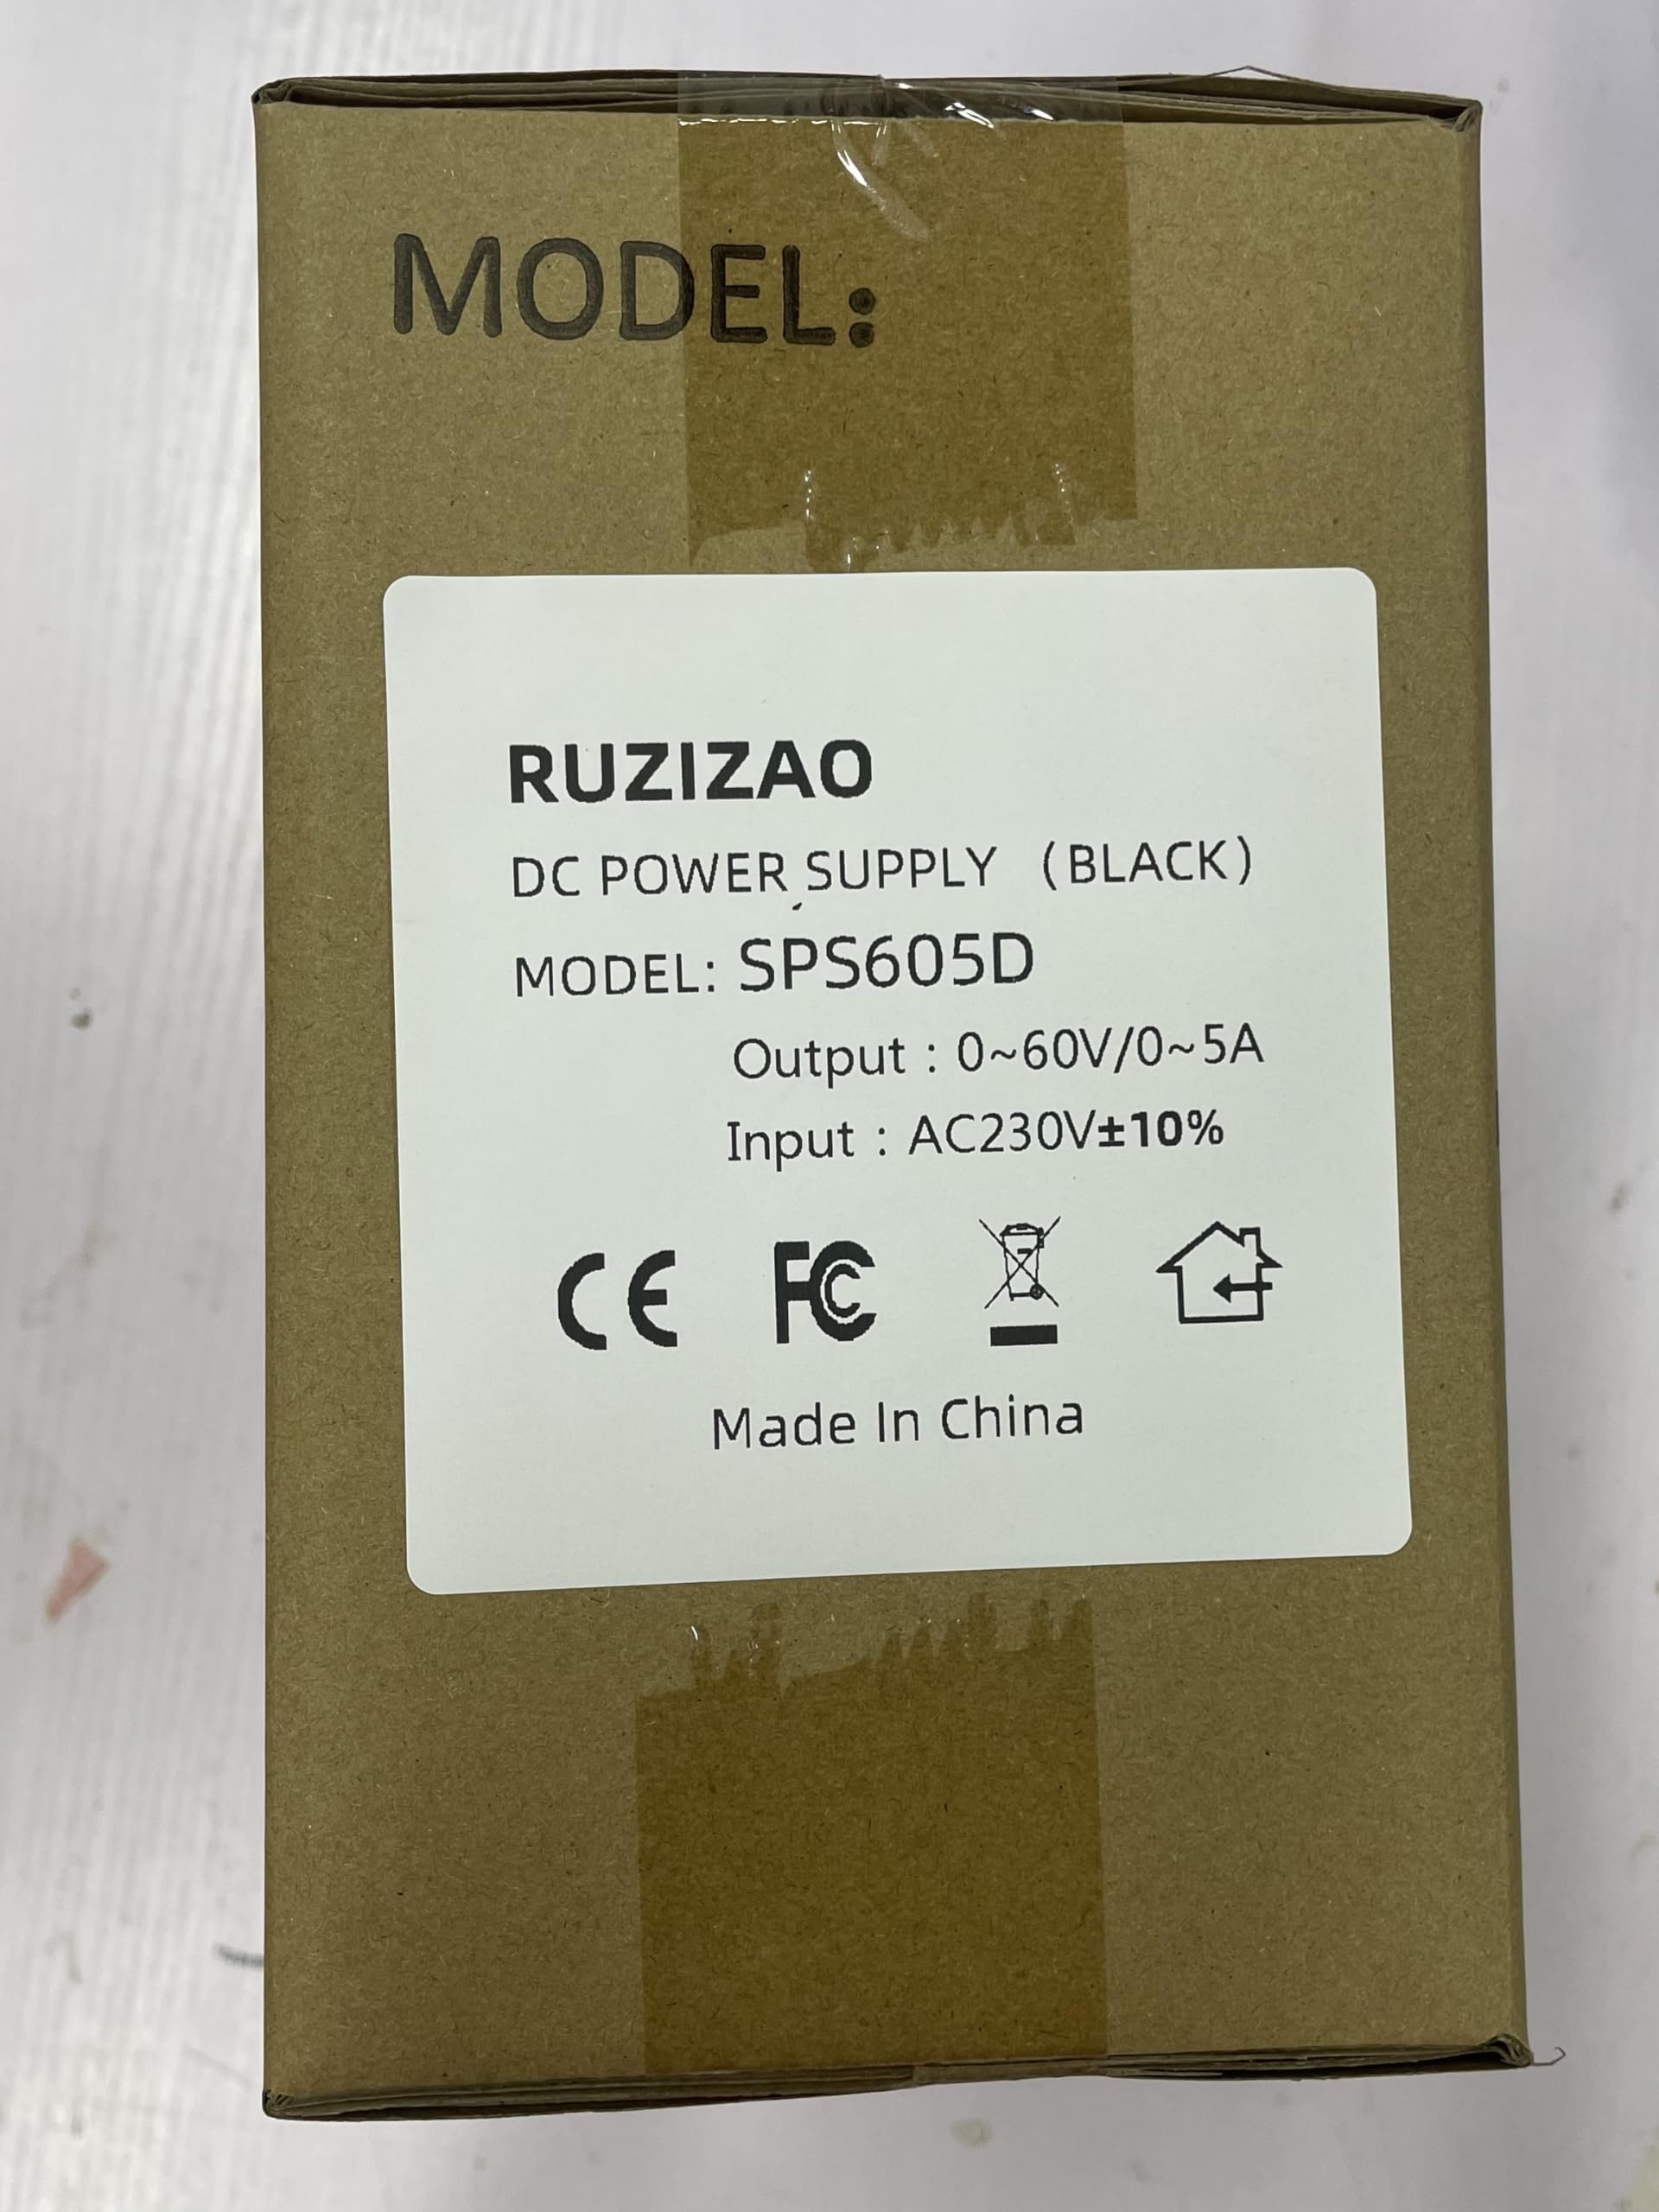 MODEL:
RUZIZAO
DC POWER SUPPLY （BLACK）
MODEL: SPS605D
Output : 0~60V/0~5A
Input : AC230V±10%
CE FC
Made In China